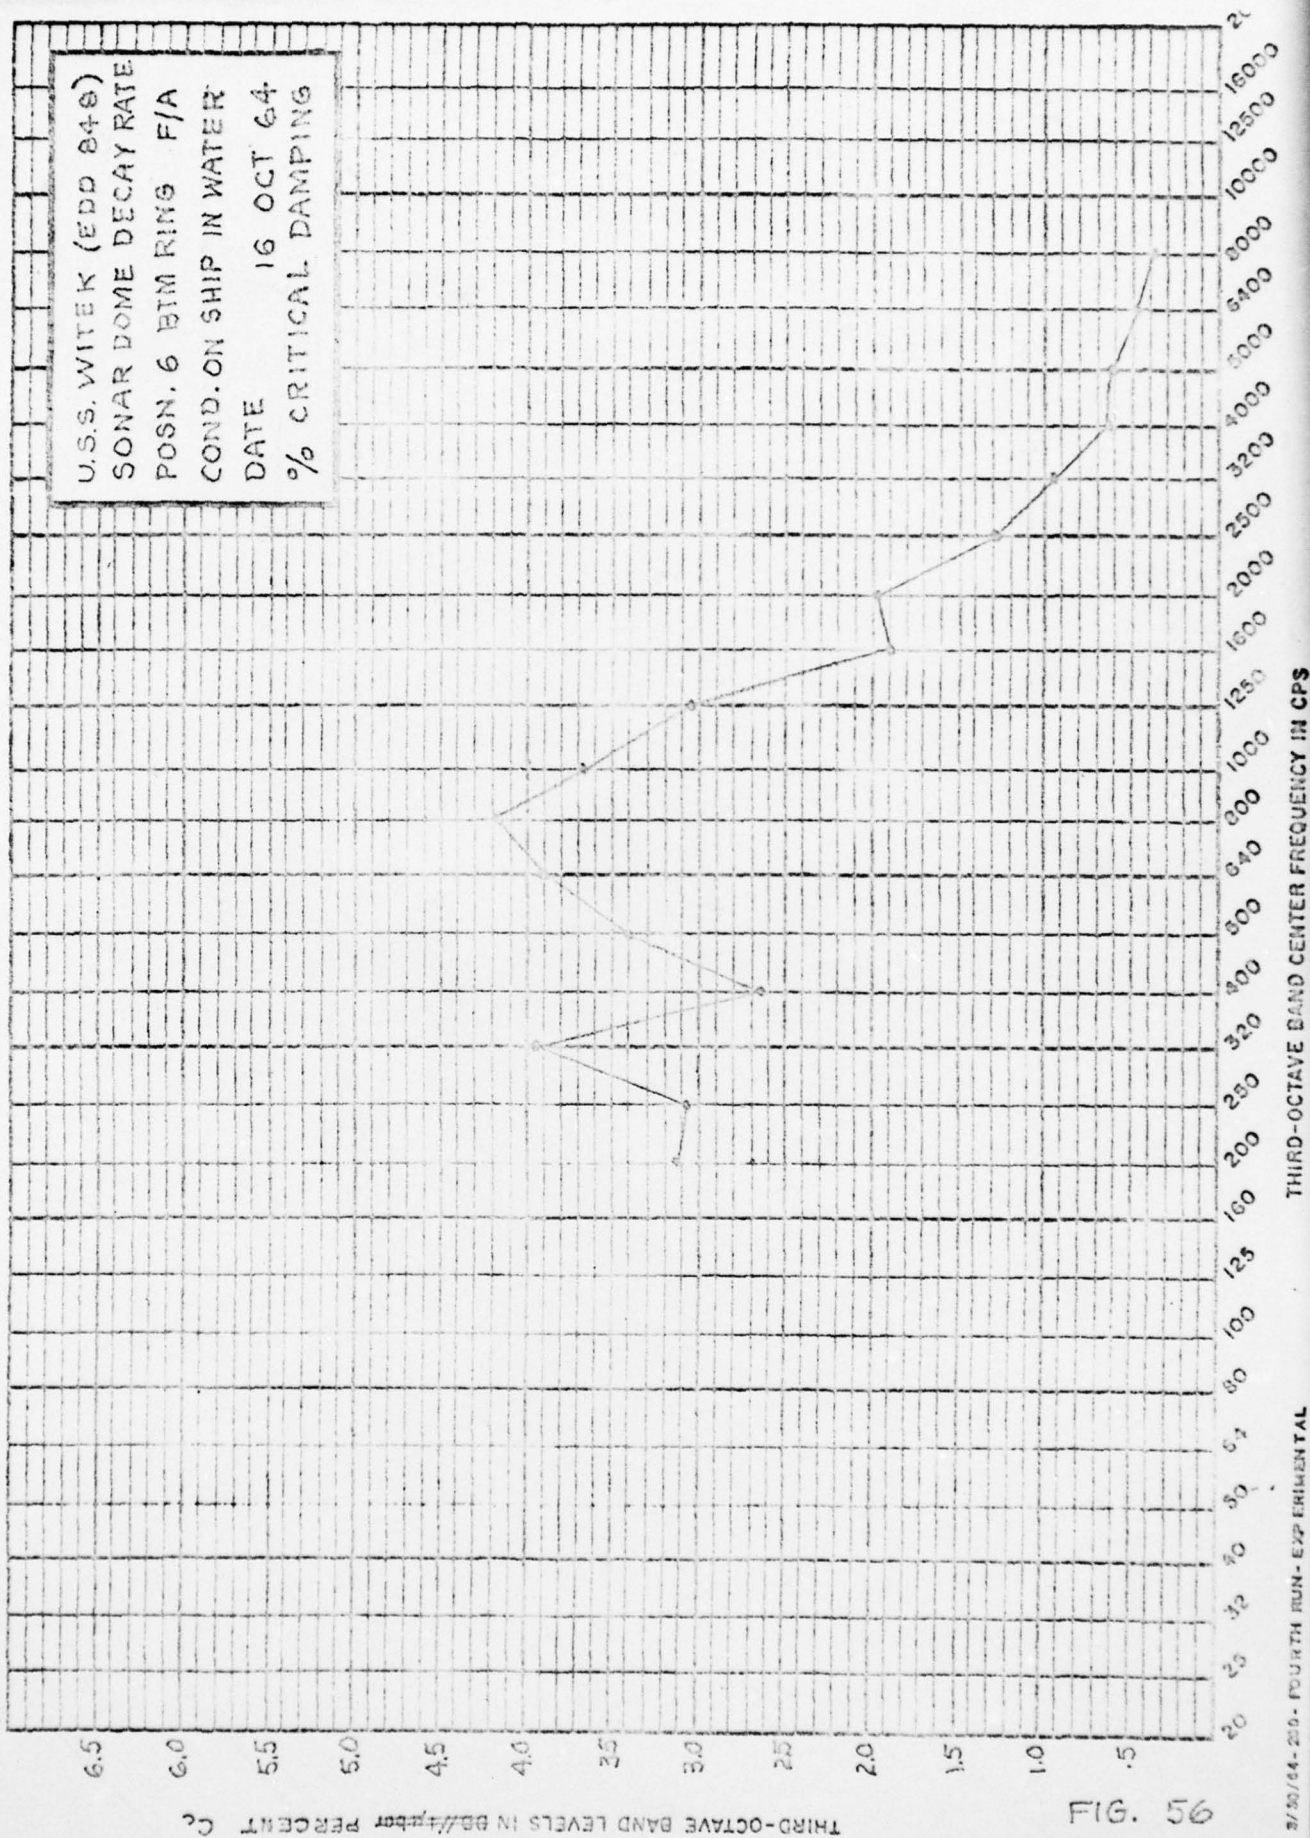 U.S.S. WITEK (EDD 848)
SONAR DOME DECAY RATE
POSN. 6 BTM RING F/A
COND. ON SHIP IN WATER
DATE 16 OCT 64
% CRITICAL DAMPING
THIRD-OCTAVE BAND LEVELS IN DB//1μbar PERCENT Cc
6.5
6.0
5.5
5.0
4.5
4.0
3.5
3.0
2.5
2.0
1.5
1.0
.5
20 25 32 40 50 80 100 125 160 200 250 320 400 500 640 800 1000 1250 1600 2000 2500 3200 4000 5000 6400 8000 10000 12500 16000
THIRD-OCTAVE BAND CENTER FREQUENCY IN CPS
FOURTH RUN - EXPERIMENTAL
FIG. 56